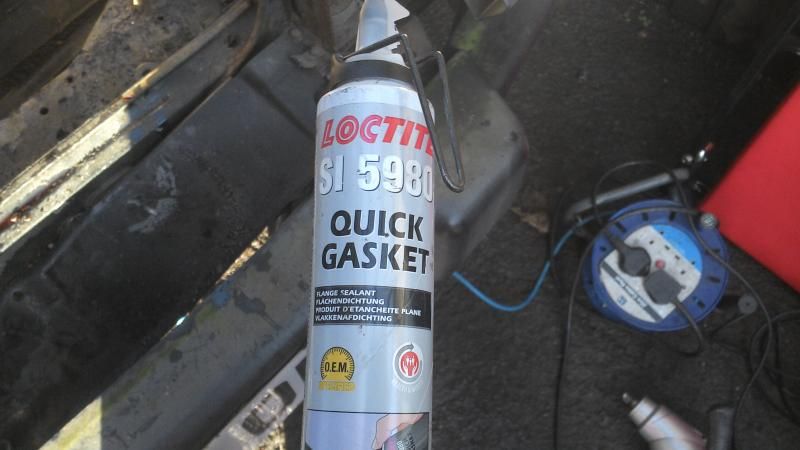 LOCTITE
SI 5980
QUICK
GASKET
FLANGE SEALANT
FLÄCHENDICHTUNG
PRODUIT D'ETANCHEITE PLANE
VLAKKENAFDICHTING
O.E.M.